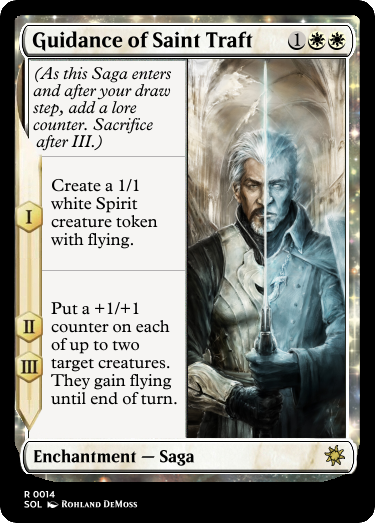 Guidance of Saint Traft 1
(As this Saga enters
and after your draw
step, add a lore
counter. Sacrifice
after III.)
I
Create a 1/1
white Spirit
creature token
with flying.
II
III
Put a +1/+1
counter on each
of up to two
target creatures.
They gain flying
until end of turn.
Enchantment — Saga
R 0014
SOL Rohland DeMoss